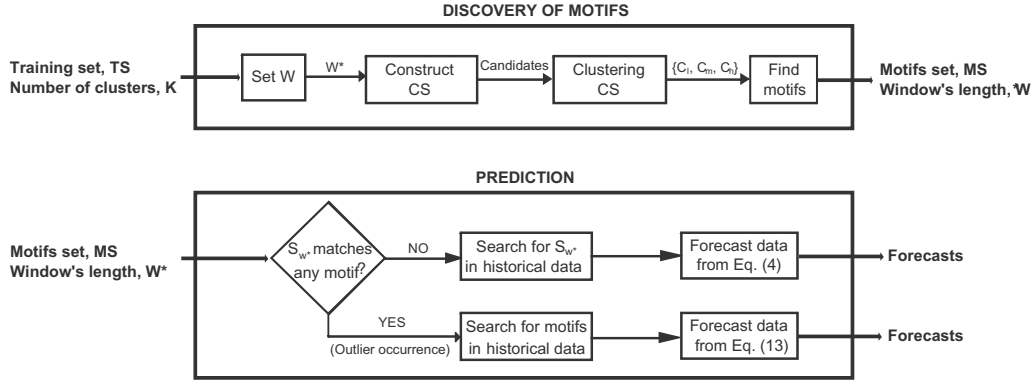 DISCOVERY OF MOTIFS
Training set, TS
Number of clusters, K
Set W
W*
Construct
CS
Candidates
Clustering
CS
{Cl, Cm, Ch}
Find
motifs
Motifs set, MS
Window's length, W*
PREDICTION
Motifs set, MS
Window's length, W*
Sw* matches
any motif?
NO
Search for Sw*
in historical data
Forecast data
from Eq. (4)
Forecasts
YES
(Outlier occurrence)
Search for motifs
in historical data
Forecast data
from Eq. (13)
Forecasts